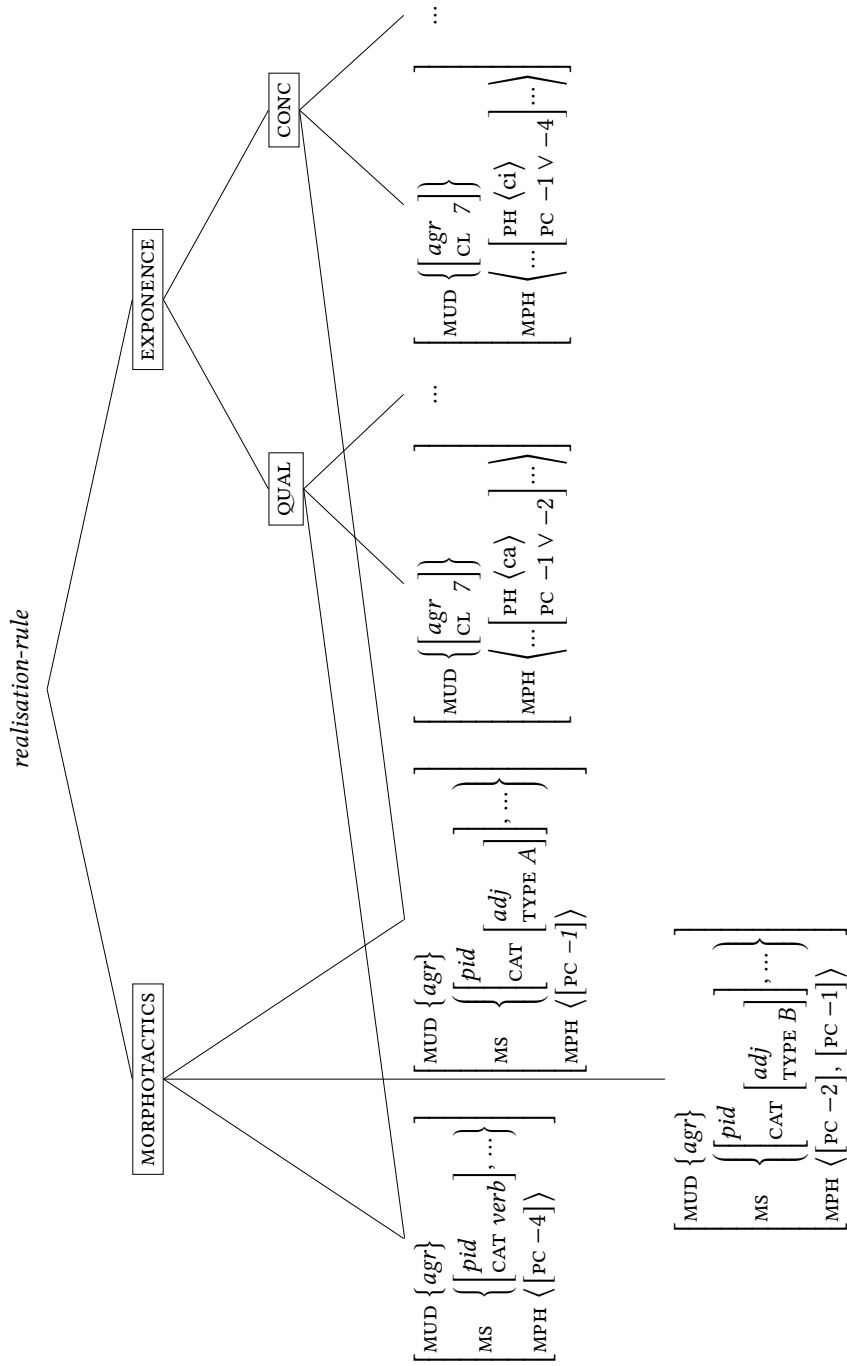 realisation-rule
MORPHOTACTICS
EXPONENCE
QUAL
CONC
MUD {agr}
MS {[pid
CAT verb], ...}
MPH ⟨[PC −4]⟩
MUD {agr}
MS {[pid
CAT [adj
TYPE A]], ...}
MPH ⟨[PC −1]⟩
MUD {[agr
CL 7]}
MPH ⟨... [PH ⟨ca⟩
PC −1 ∨ −2] ...⟩
...
MUD {[agr
CL 7]}
MPH ⟨... [PH ⟨ci⟩
PC −1 ∨ −4] ...⟩
...
MUD {agr}
MS {[pid
CAT [adj
TYPE B]], ...}
MPH ⟨[PC −2], [PC −1]⟩